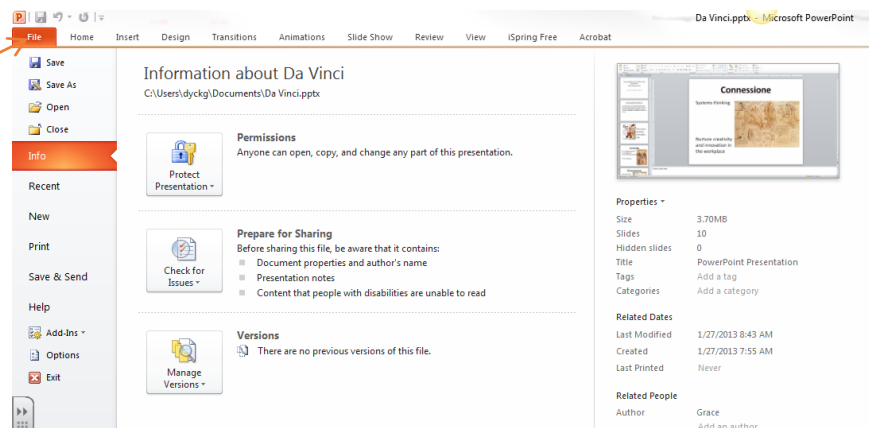 Da Vinci.pptx - Microsoft PowerPoint
File Home Insert Design Transitions Animations Slide Show Review View iSpring Free Acrobat
Save
Save As
Open
Close
Info
Recent
New
Print
Save & Send
Help
Add-Ins
Options
Exit
Information about Da Vinci
C:\Users\dyckg\Documents\Da Vinci.pptx
Protect
Presentation
Permissions
Anyone can open, copy, and change any part of this presentation.
Check for
Issues
Prepare for Sharing
Before sharing this file, be aware that it contains:
Document properties and author's name
Presentation notes
Content that people with disabilities are unable to read
Manage
Versions
Versions
There are no previous versions of this file.
Connessione
Systems thinking
Nurture creativity
and innovation in
the workplace
Properties
Size 3.70MB
Slides 10
Hidden slides 0
Title PowerPoint Presentation
Tags Add a tag
Categories Add a category
Related Dates
Last Modified 1/27/2013 8:43 AM
Created 1/27/2013 7:55 AM
Last Printed Never
Related People
Author Grace
Add an author